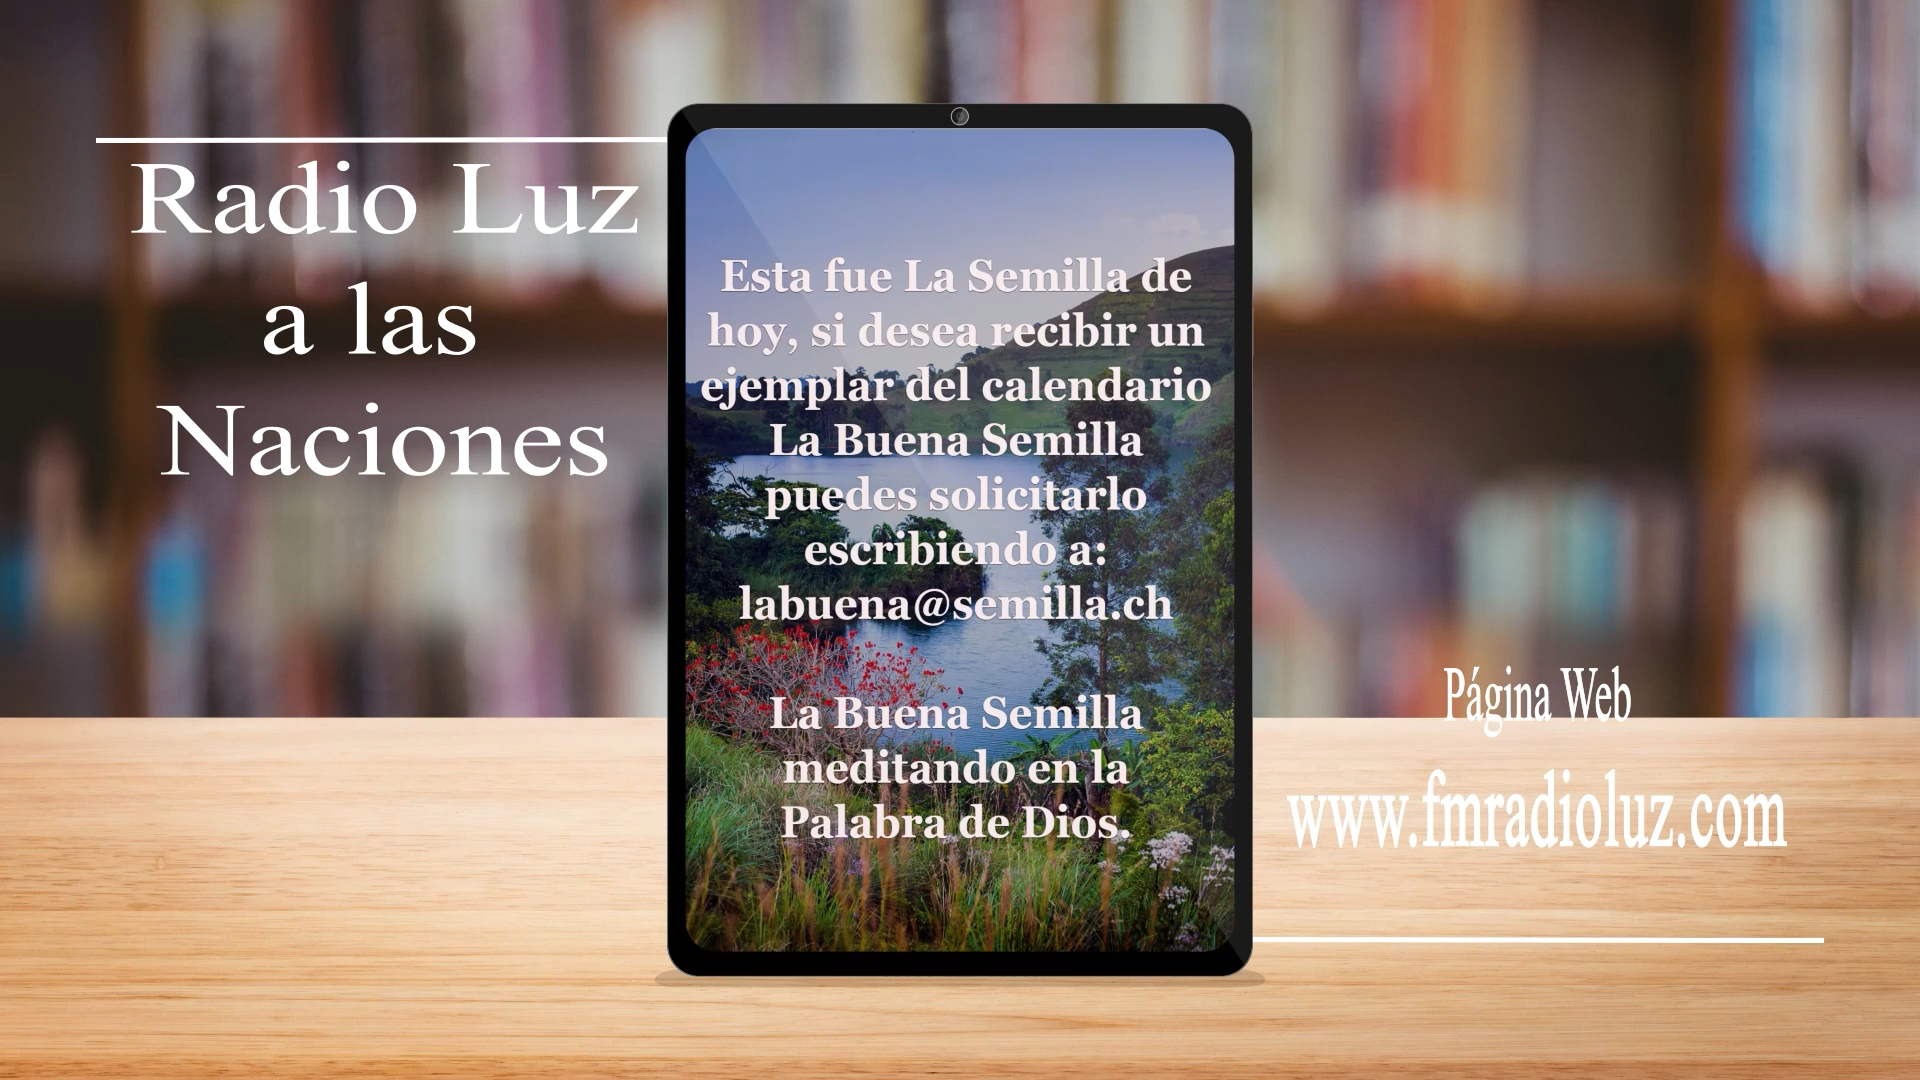 Radio Luz
a las
Naciones
Esta fue La Semilla de
hoy, si desea recibir un
ejemplar del calendario
La Buena Semilla
puedes solicitarlo
escribiendo a:
labuena@semilla.ch
La Buena Semilla
meditando en la
Palabra de Dios.
Página Web
www.fmradioluz.com